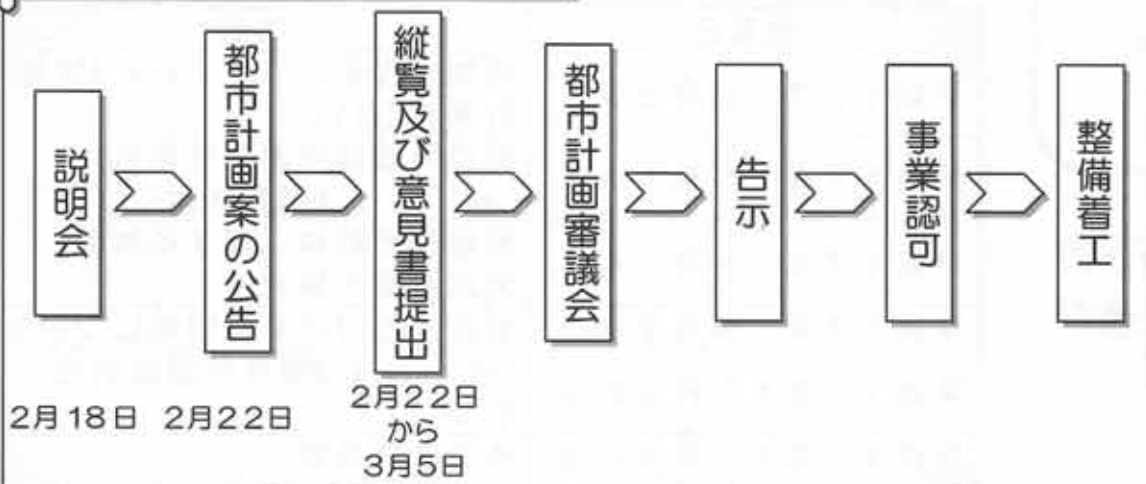 説明会
都市計画案の公告
縦覧及び意見書提出
都市計画審議会
告示
事業認可
整備着工
2月18日
2月22日
2月22日
から
3月5日